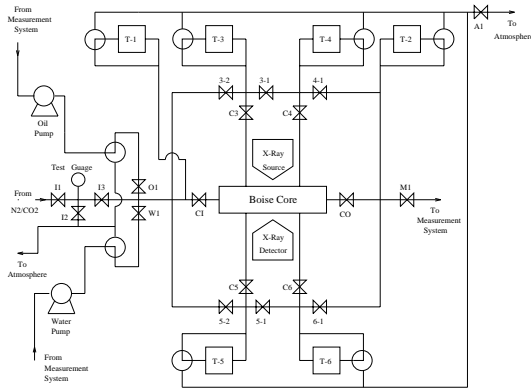 From
Measurement
System
T-1
T-3
T-4
T-2
A1
To
Atmosphere
Oil
Pump
3-2
3-1
4-1
C3
C4
X-Ray
Source
Test Guage
From
N2/CO2
I1
I3
I2
O1
W1
CI
Boise Core
CO
M1
To
Measurement
System
To
Atmosphere
X-Ray
Detector
C5
C6
Water
Pump
5-2
5-1
6-1
From
Measurement
System
T-5
T-6